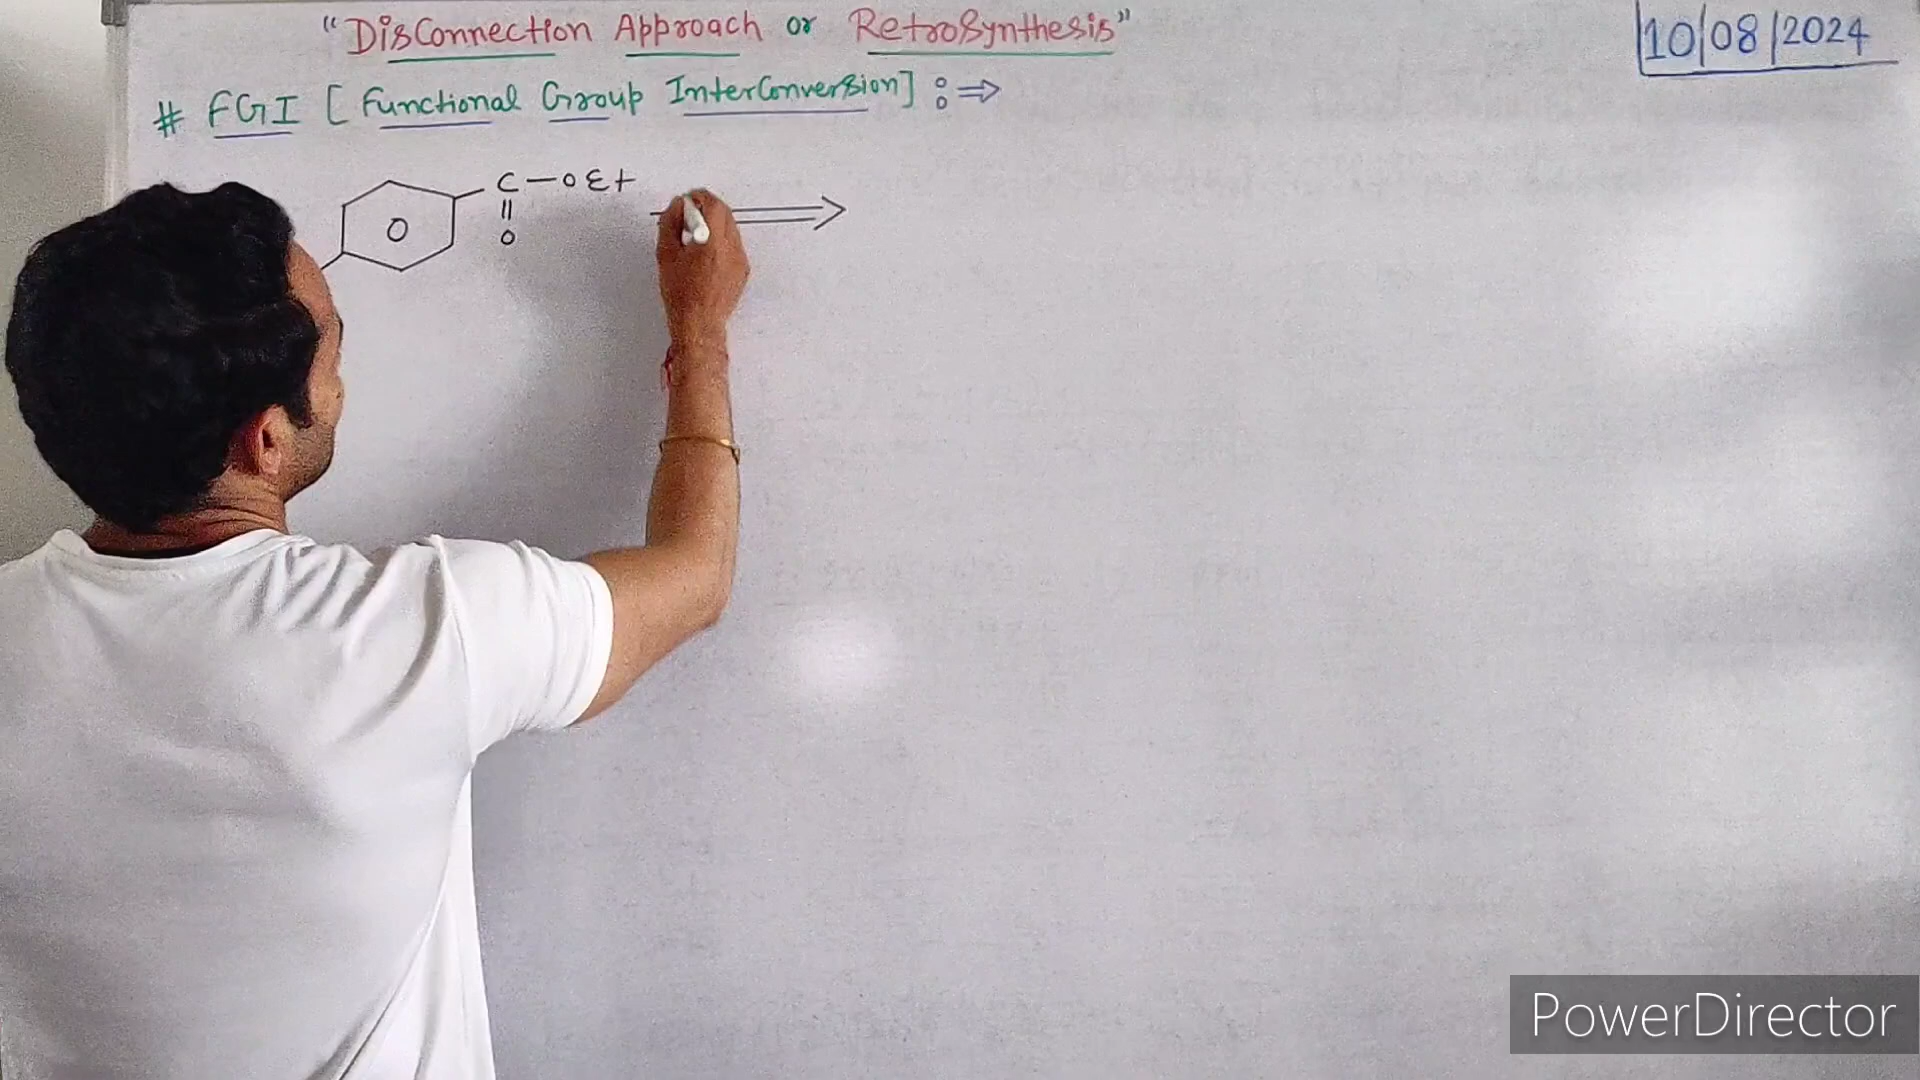 “DisConnection Approach or RetroSynthesis”
10/08/2024
# FGI [Functional Group InterConversion] : ⇒
C—OEt
O
O
PowerDirector